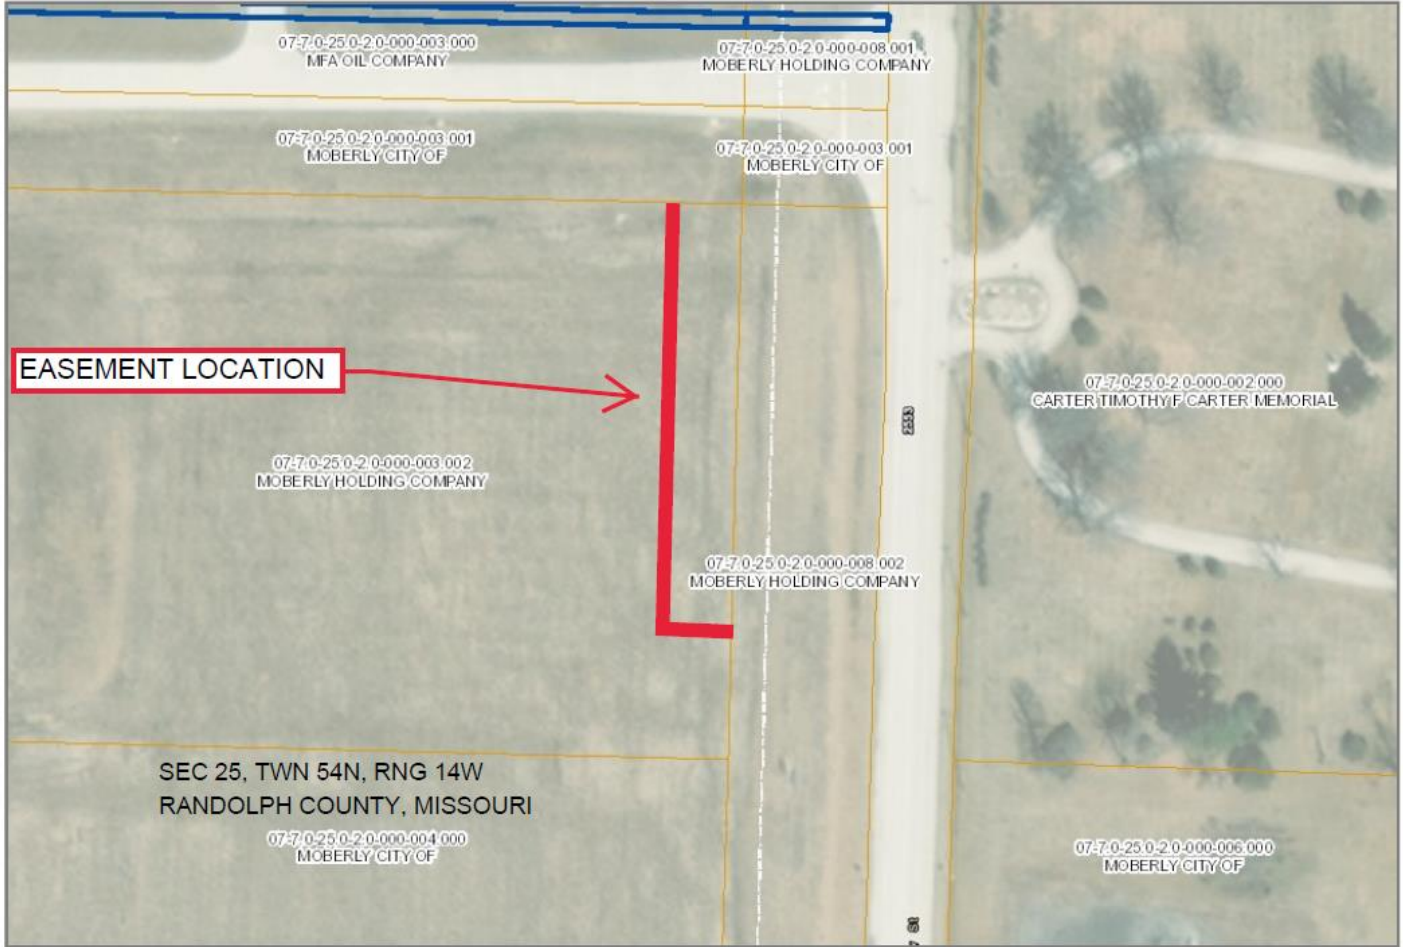 07-7.0-25.0-2.0-000-003.000
MFA OIL COMPANY
07-7.0-25.0-2.0-000-008.001
MOBERLY HOLDING COMPANY
07-7.0-25.0-2.0-000-003.001
MOBERLY CITY OF
07-7.0-25.0-2.0-000-003.001
MOBERLY CITY OF
EASEMENT LOCATION
07-7.0-25.0-2.0-000-002.000
CARTER TIMOTHY F CARTER MEMORIAL
07-7.0-25.0-2.0-000-003.002
MOBERLY HOLDING COMPANY
07-7.0-25.0-2.0-000-008.002
MOBERLY HOLDING COMPANY
SEC 25, TWN 54N, RNG 14W
RANDOLPH COUNTY, MISSOURI
07-7.0-25.0-2.0-000-004.000
MOBERLY CITY OF
07-7.0-25.0-2.0-000-006.000
MOBERLY CITY OF
St